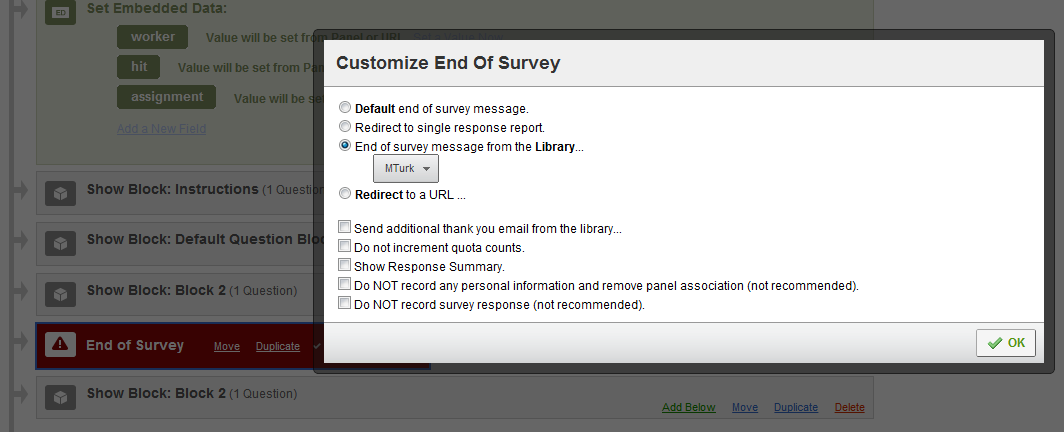 ED Set Embedded Data:
worker Value will be set from Panel or URL.
hit Value will be set from Pan
assignment Value will be se
Add a New Field
Customize End Of Survey
Default end of survey message.
Redirect to single response report.
End of survey message from the Library...
MTurk
Redirect to a URL ...
Send additional thank you email from the library...
Do not increment quota counts.
Show Response Summary.
Do NOT record any personal information and remove panel association (not recommended).
Do NOT record survey response (not recommended).
OK
Show Block: Instructions (1 Question
Show Block: Default Question Bloc
Show Block: Block 2 (1 Question)
End of Survey Move Duplicate
Show Block: Block 2 (1 Question)
Add Below Move Duplicate Delete